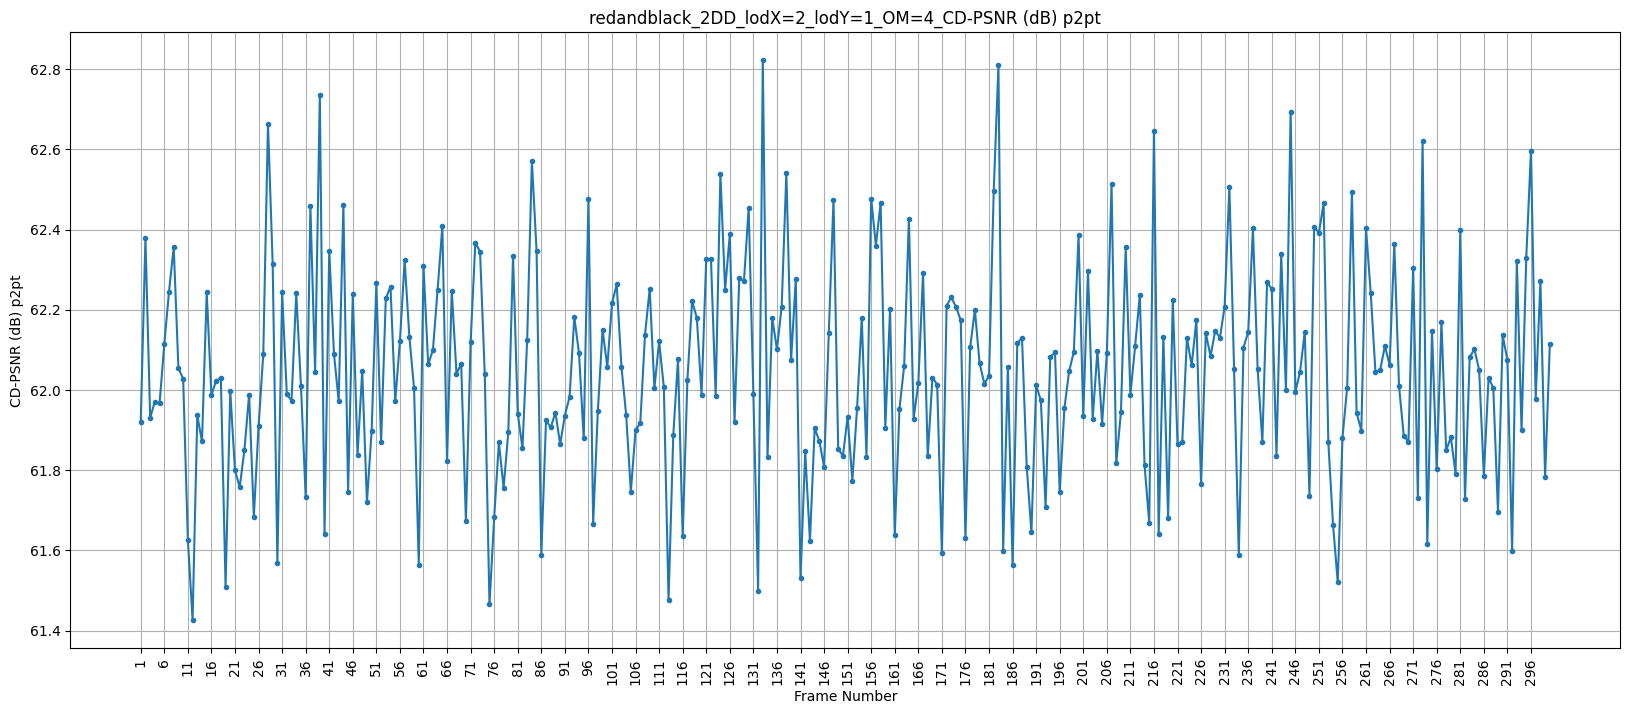 redandblack_2DD_lodX=2_lodY=1_OM=4_CD-PSNR (dB) p2pt
62.8
62.6
62.4
62.2
62.0
61.8
61.6
61.4
CD-PSNR (dB) p2pt
1 6 11 16 21 26 31 36 41 46 51 56 61 66 71 76 81 86 91 96 101 106 111 116 121 126 131 136 141 146 151 156 161 166 171 176 181 186 191 196 201 206 211 216 221 226 231 236 241 246 251 256 261 266 271 276 281 286 291 296
Frame Number